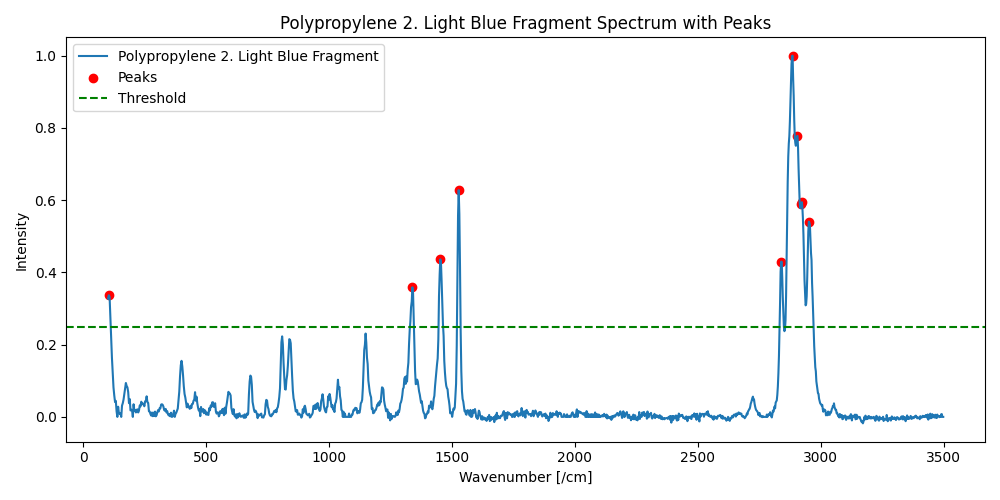 Polypropylene 2. Light Blue Fragment Spectrum with Peaks
Polypropylene 2. Light Blue Fragment
Peaks
Threshold
Intensity
1.0
0.8
0.6
0.4
0.2
0.0
0 500 1000 1500 2000 2500 3000 3500
Wavenumber [/cm]